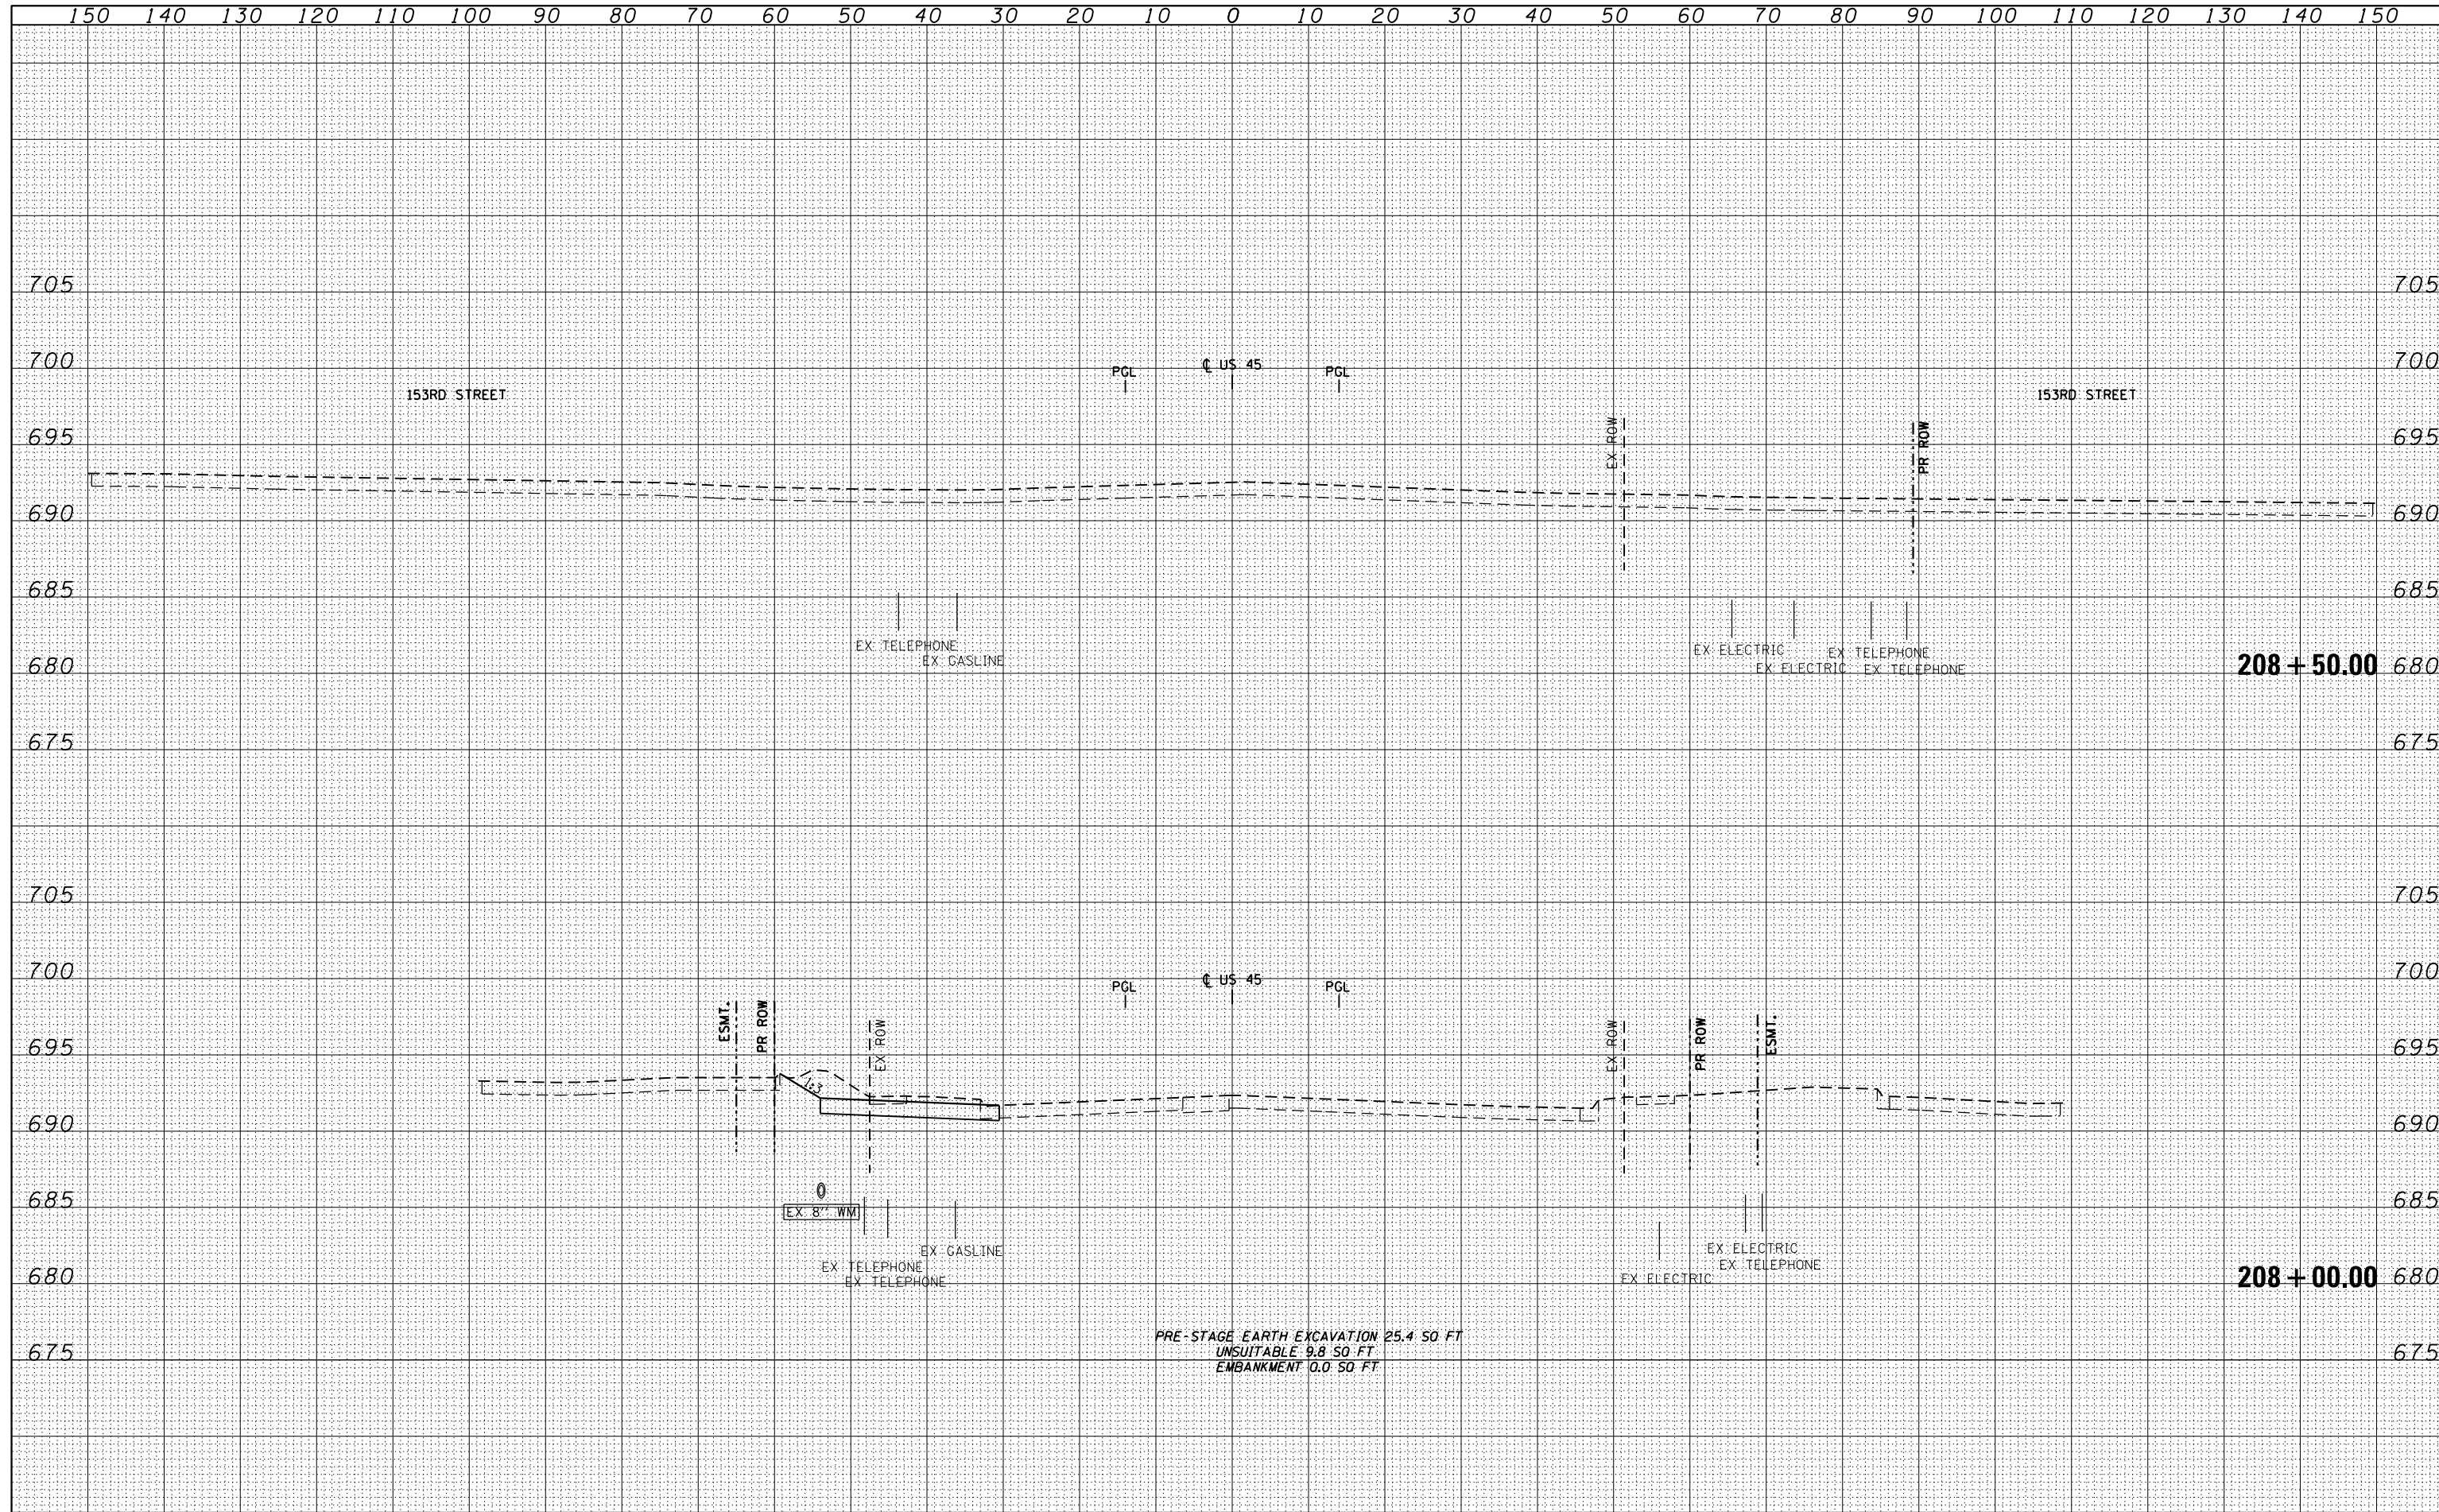 150 140 130 120 110 100 90 80 70 60 50 40 30 20 10 0 10 20 30 40 50 60 70 80 90 100 110 120 130 140 150
705 705
700 700
℄ US 45
PGL PGL
153RD STREET 153RD STREET
695 695
EX ROW
PR ROW
690 690
685 685
EX TELEPHONE
EX GASLINE
EX ELECTRIC
EX ELECTRIC
EX TELEPHONE
EX TELEPHONE
680 208 + 50.00 680
675 675
705 705
700 700
℄ US 45
PGL PGL
ESMT.
PR ROW
EX ROW
EX ROW
PR ROW
ESMT.
695 695
1:3
690 690
685 685
EX 8'' WM
EX GASLINE
EX TELEPHONE
EX TELEPHONE
EX ELECTRIC
EX TELEPHONE
EX ELECTRIC
680 208 + 00.00 680
PRE-STAGE EARTH EXCAVATION 25.4 SQ FT
UNSUITABLE 9.8 SQ FT
EMBANKMENT 0.0 SQ FT
675 675